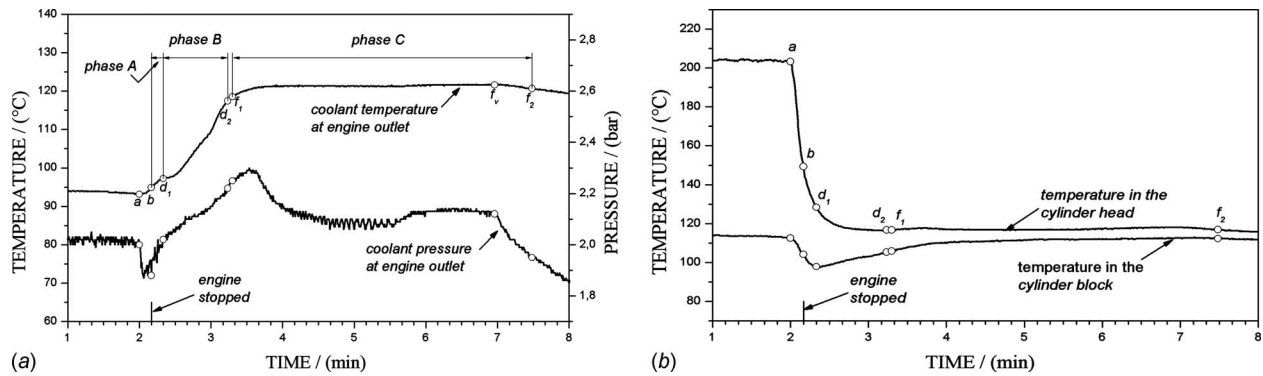 140
130
120
110
100
90
80
70
60
TEMPERATURE / (°C)
phase A
phase B
phase C
a
b
d1
d2
f1
fv
f2
coolant temperature
at engine outlet
coolant pressure
at engine outlet
engine
stopped
2,8
2,6
2,4
2,2
2,0
1,8
PRESSURE / (bar)
1
2
3
4
5
6
7
8
TIME / (min)
(a)
220
200
180
160
140
120
100
80
TEMPERATURE / (°C)
a
b
d1
d2
f1
f2
temperature in the
cylinder head
temperature in the
cylinder block
engine
stopped
1
2
3
4
5
6
7
8
TIME / (min)
(b)